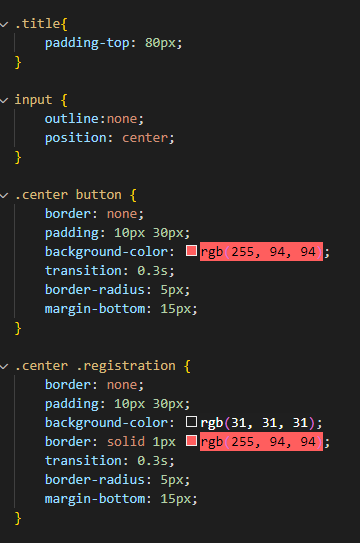 .title{
padding-top: 80px;
}
input {
outline:none;
position: center;
}
.center button {
border: none;
padding: 10px 30px;
background-color: rgb(255, 94, 94);
transition: 0.3s;
border-radius: 5px;
margin-bottom: 15px;
}
.center .registration {
border: none;
padding: 10px 30px;
background-color: rgb(31, 31, 31);
border: solid 1px rgb(255, 94, 94);
transition: 0.3s;
border-radius: 5px;
margin-bottom: 15px;
}